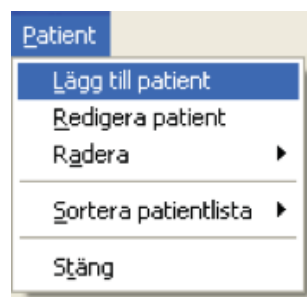 Patient
Lägg till patient
Redigera patient
Radera
Sortera patientlista
Stäng